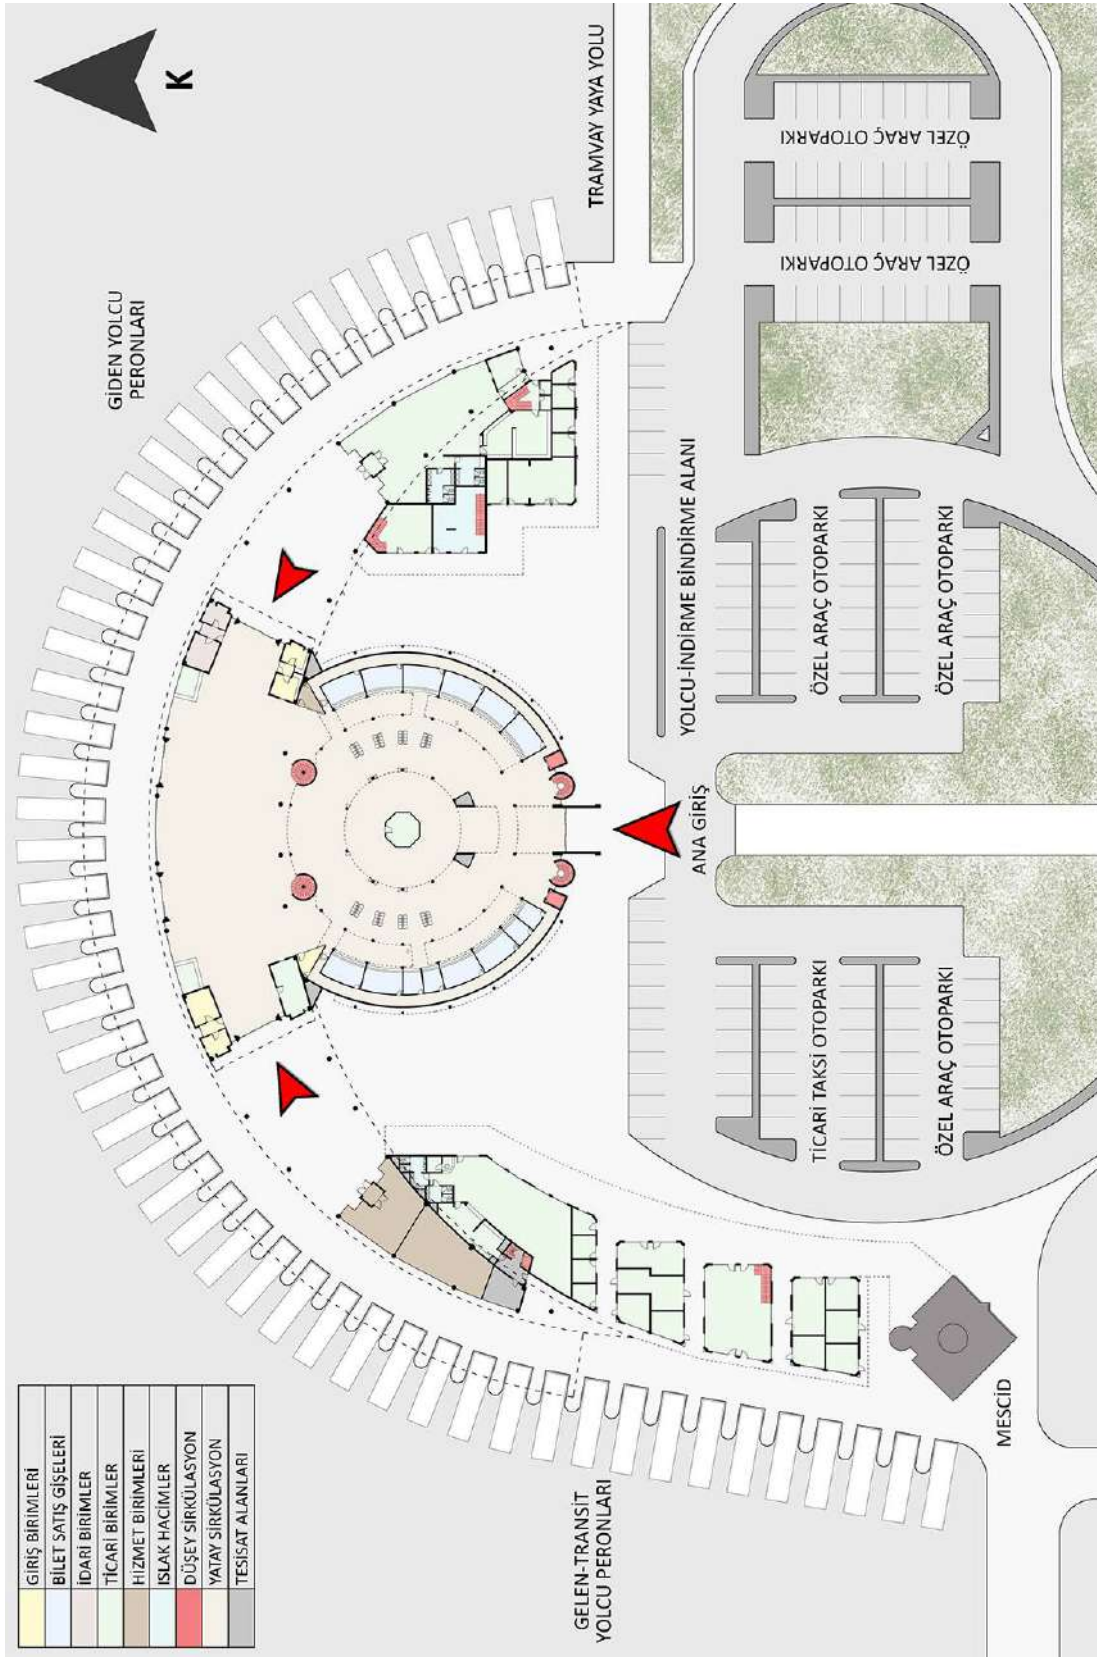 K
TRAMVAY YAYA YOLU
ÖZEL ARAÇ OTOPARKI
ÖZEL ARAÇ OTOPARKI
GİDEN YOLCU
PERONLARI
YOLCU-İNDİRME BİNDİRME ALANI
ÖZEL ARAÇ OTOPARKI
ÖZEL ARAÇ OTOPARKI
ANA GİRİŞ
TİCARİ TAKSİ OTOPARKI
ÖZEL ARAÇ OTOPARKI
MESCİD
GELEN-TRANSİT
YOLCU PERONLARI
GİRİŞ BİRİMLERİ
BİLET SATIŞ GİŞELERİ
İDARİ BİRİMLER
TİCARİ BİRİMLER
HİZMET BİRİMLERİ
ISLAK HACİMLER
DÜŞEY SİRKÜLASYON
YATAY SİRKÜLASYON
TESİSAT ALANLARI